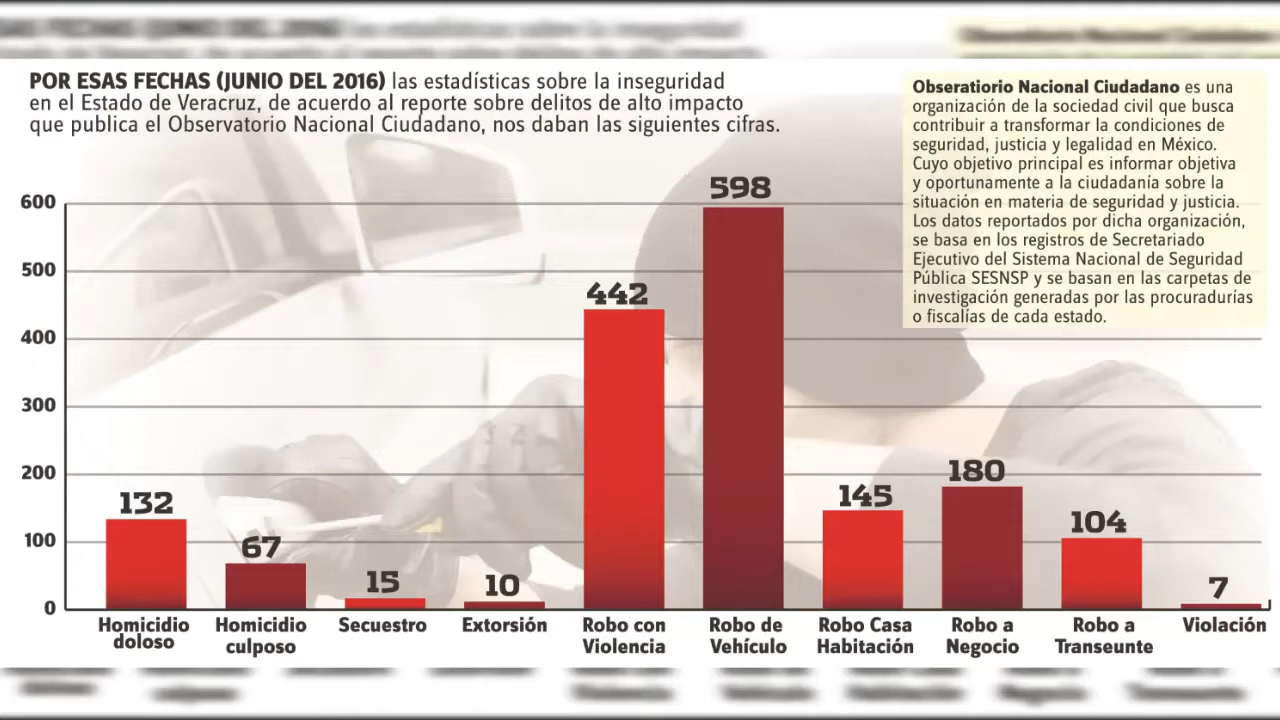 POR ESAS FECHAS (JUNIO DEL 2016) las estadísticas sobre la inseguridad
en el Estado de Veracruz, de acuerdo al reporte sobre delitos de alto impacto
que publica el Observatorio Nacional Ciudadano, nos daban las siguientes cifras.
Obseratiorio Nacional Ciudadano es una
organización de la sociedad civil que busca
contribuir a transformar la condiciones de
seguridad, justicia y legalidad en México.
Cuyo objetivo principal es informar objetiva
y oportunamente a la ciudadanía sobre la
situación en materia de seguridad y justicia.
Los datos reportados por dicha organización,
se basa en los registros de Secretariado
Ejecutivo del Sistema Nacional de Seguridad
Pública SESNSP y se basan en las carpetas de
investigación generadas por las procuradurías
o fiscalías de cada estado.
600
500
400
300
200
100
0
132
67
15
10
442
598
145
180
104
7
Homicidio
doloso
Homicidio
culposo
Secuestro
Extorsión
Robo con
Violencia
Robo de
Vehículo
Robo Casa
Habitación
Robo a
Negocio
Robo a
Transeunte
Violación